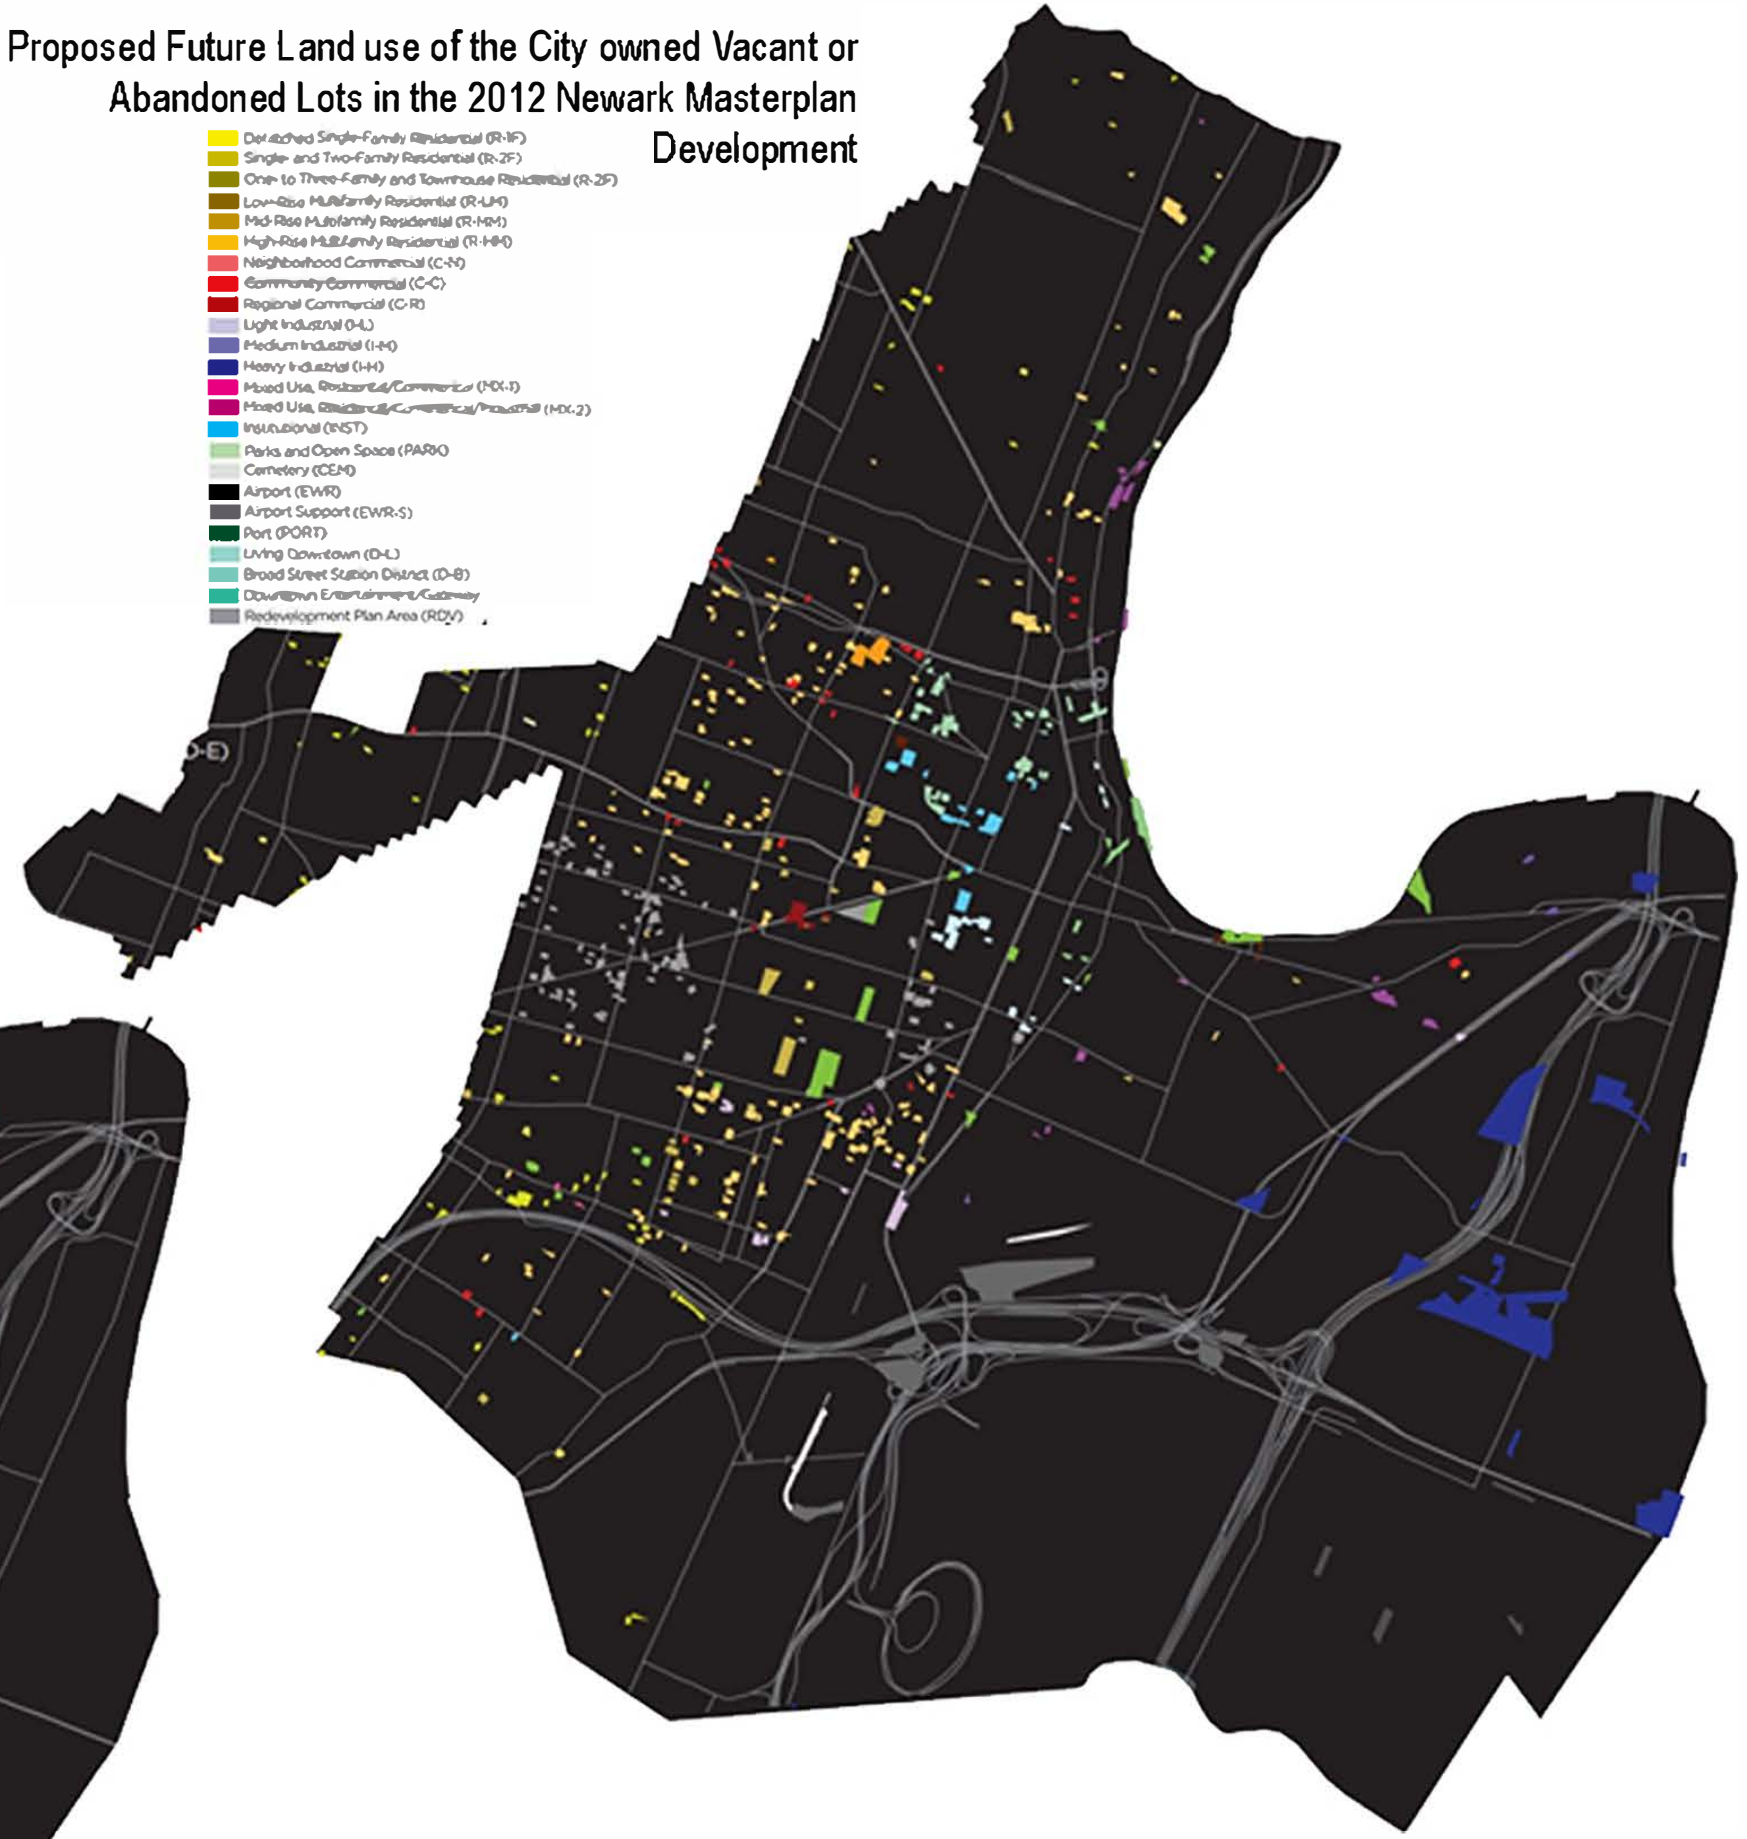 Proposed Future Land use of the City owned Vacant or
Abandoned Lots in the 2012 Newark Masterplan
Development
Detached Single-Family Residential (R-1F)
Single- and Two-Family Residential (R-2F)
One- to Three-Family and Townhouse Residential (R-2F)
Low-Rise Multifamily Residential (R-LM)
Mid-Rise Multifamily Residential (R-MM)
High-Rise Multifamily Residential (R-HM)
Neighborhood Commercial (C-N)
Community Commercial (C-C)
Regional Commercial (C-R)
Light Industrial (I-L)
Medium Industrial (I-M)
Heavy Industrial (I-H)
Mixed Use, Residential/Commercial (MX-1)
Mixed Use, Residential/Commercial/Industrial (MX-2)
Institutional (INST)
Parks and Open Space (PARK)
Cemetery (CEM)
Airport (EWR)
Airport Support (EWR-S)
Port (PORT)
Living Downtown (D-L)
Broad Street Station District (D-B)
Downtown Entertainment/Gateway
Redevelopment Plan Area (RDV)
D-E)